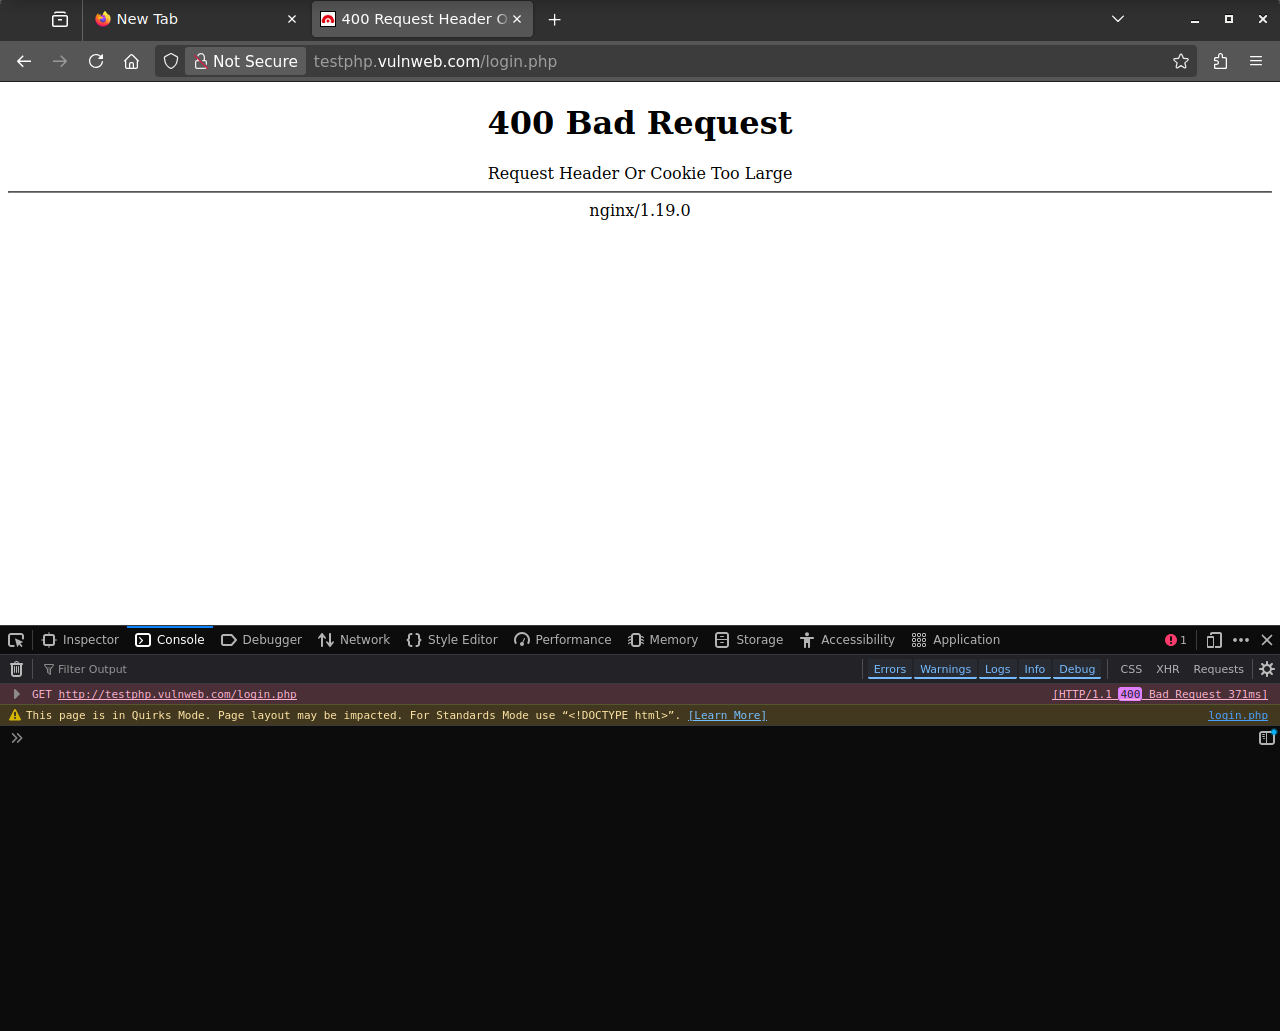 New Tab
400 Request Header O
Not Secure testphp.vulnweb.com/login.php
400 Bad Request
Request Header Or Cookie Too Large
nginx/1.19.0
Inspector Console Debugger Network Style Editor Performance Memory Storage Accessibility Application 1
Filter Output Errors Warnings Logs Info Debug CSS XHR Requests
GET http://testphp.vulnweb.com/login.php [HTTP/1.1 400 Bad Request 371ms]
This page is in Quirks Mode. Page layout may be impacted. For Standards Mode use “<!DOCTYPE html>”. [Learn More] login.php